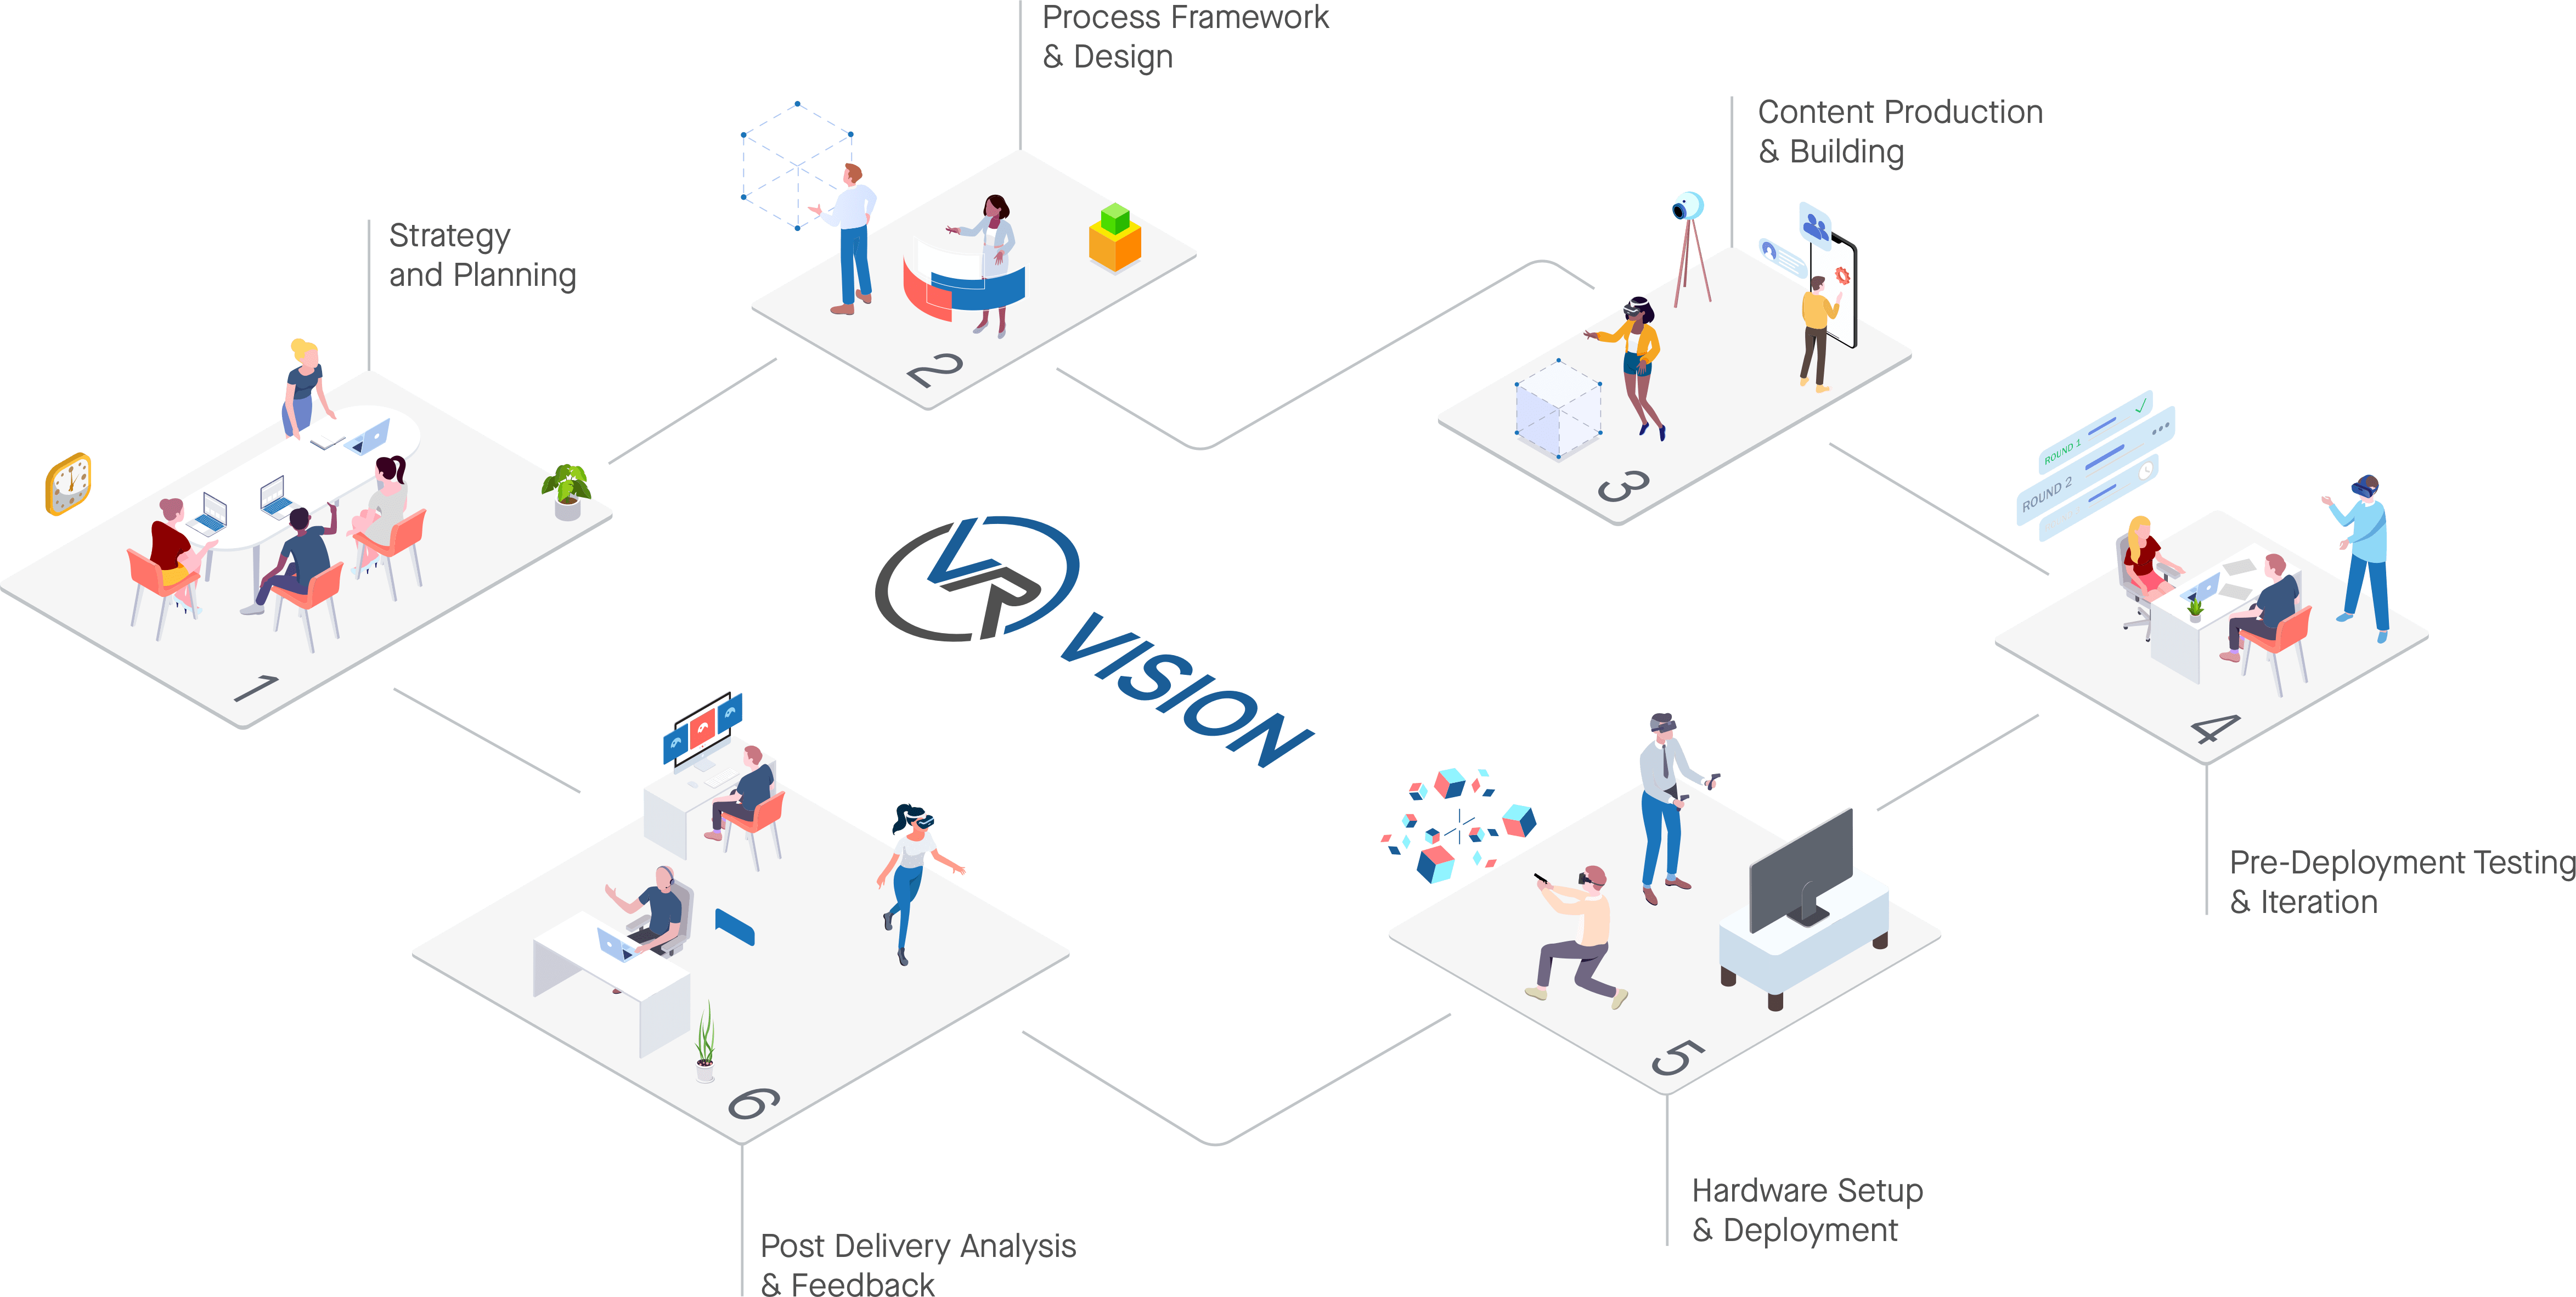 Process Framework
& Design
Content Production
& Building
Strategy
and Planning
2
3
ROUND 1
ROUND 2
1
VR
VISION
4
Pre-Deployment Testing
& Iteration
5
6
Hardware Setup
& Deployment
Post Delivery Analysis
& Feedback